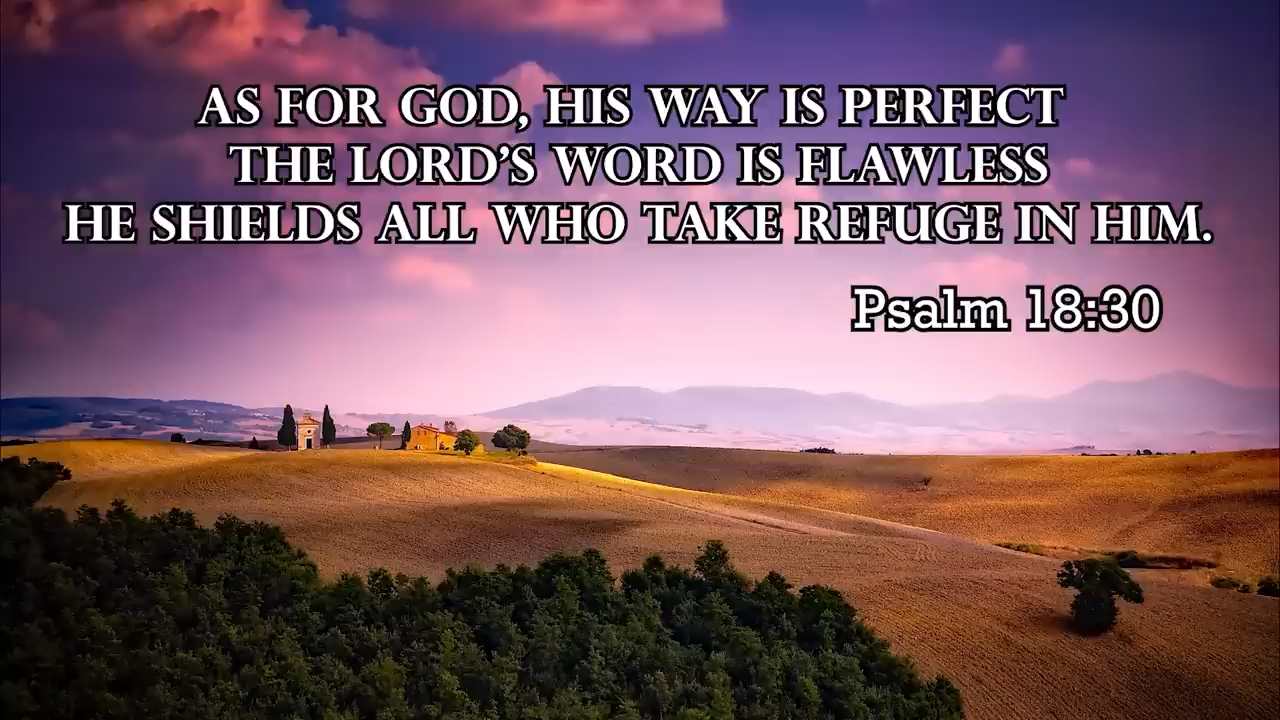 AS FOR GOD, HIS WAY IS PERFECT
THE LORD'S WORD IS FLAWLESS
HE SHIELDS ALL WHO TAKE REFUGE IN HIM.
Psalm 18:30